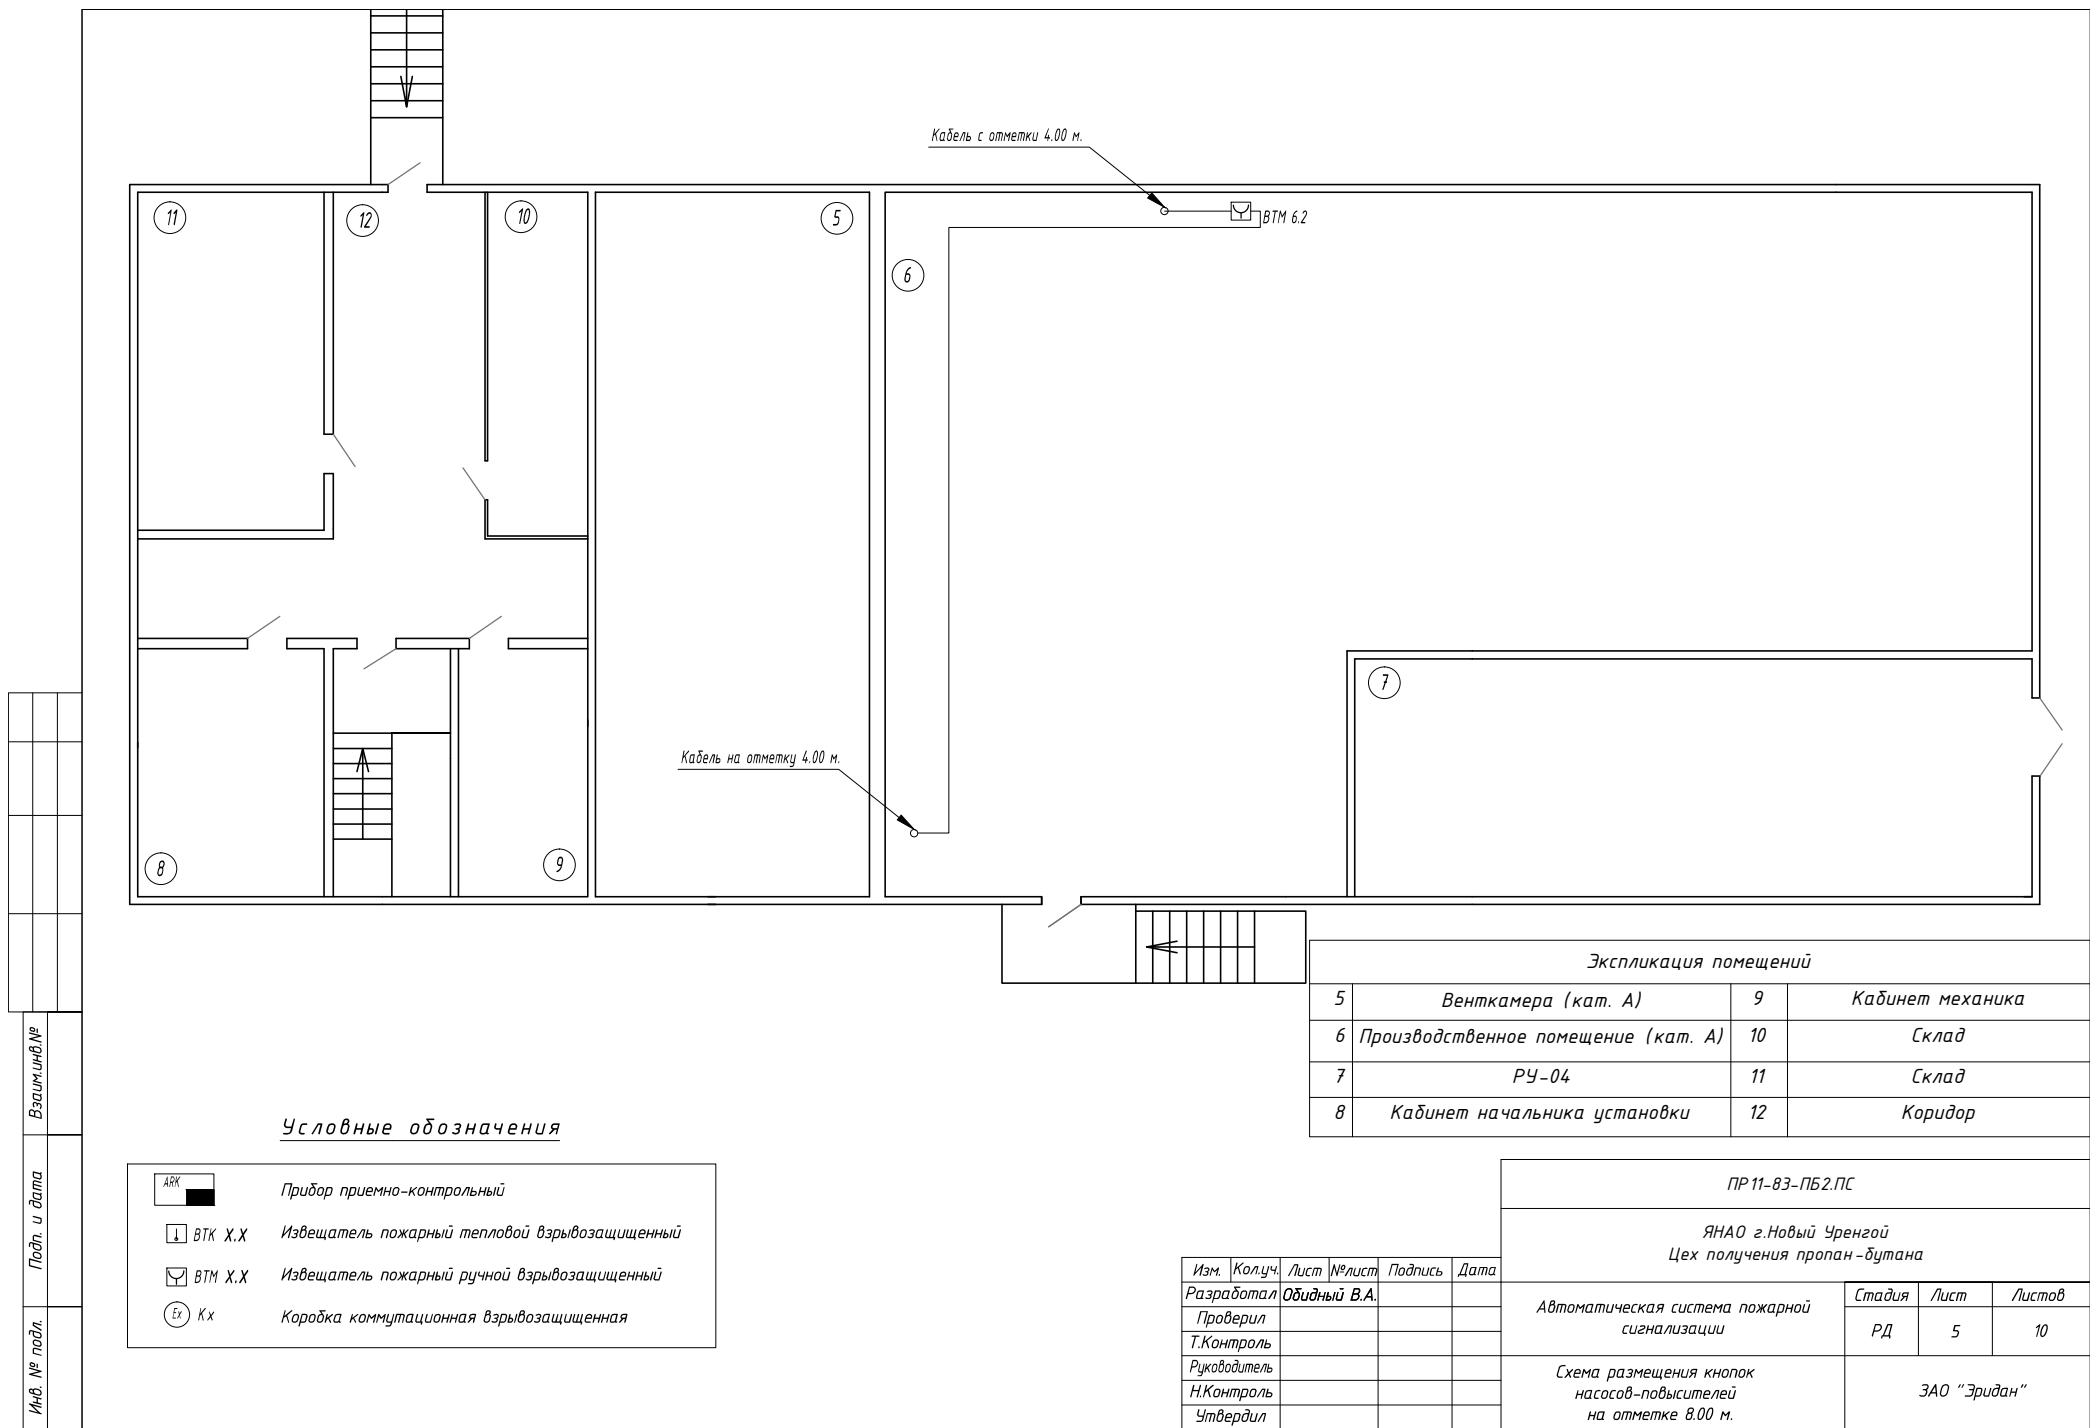 Кабель с отметки 4.00 м.
11
12
10
5
ВТМ 6.2
6
7
Кабель на отметку 4.00 м.
8
9
Экспликация помещений
5 Венткамера (кат. А) 9 Кабинет механика
6 Производственное помещение (кат. А) 10 Склад
7 РУ-04 11 Склад
8 Кабинет начальника установки 12 Коридор
Условные обозначения
ARK Прибор приемно-контрольный
ВТК X.X Извещатель пожарный тепловой взрывозащищенный
ВТМ X.X Извещатель пожарный ручной взрывозащищенный
Ex Кх Коробка коммутационная взрывозащищенная
Взаим.инв.№
Подп. и дата
Инв. № подл.
ПР11-83-ПБ2.ПС
ЯНАО г.Новый Уренгой
Цех получения пропан-бутана
Изм. Кол.уч. Лист №лист Подпись Дата
Разработал Обидный В.А.
Проверил
Т.Контроль
Руководитель
Н.Контроль
Утвердил
Автоматическая система пожарной
сигнализации
Стадия Лист Листов
РД 5 10
Схема размещения кнопок
насосов-повысителей
на отметке 8.00 м.
ЗАО "Эридан"